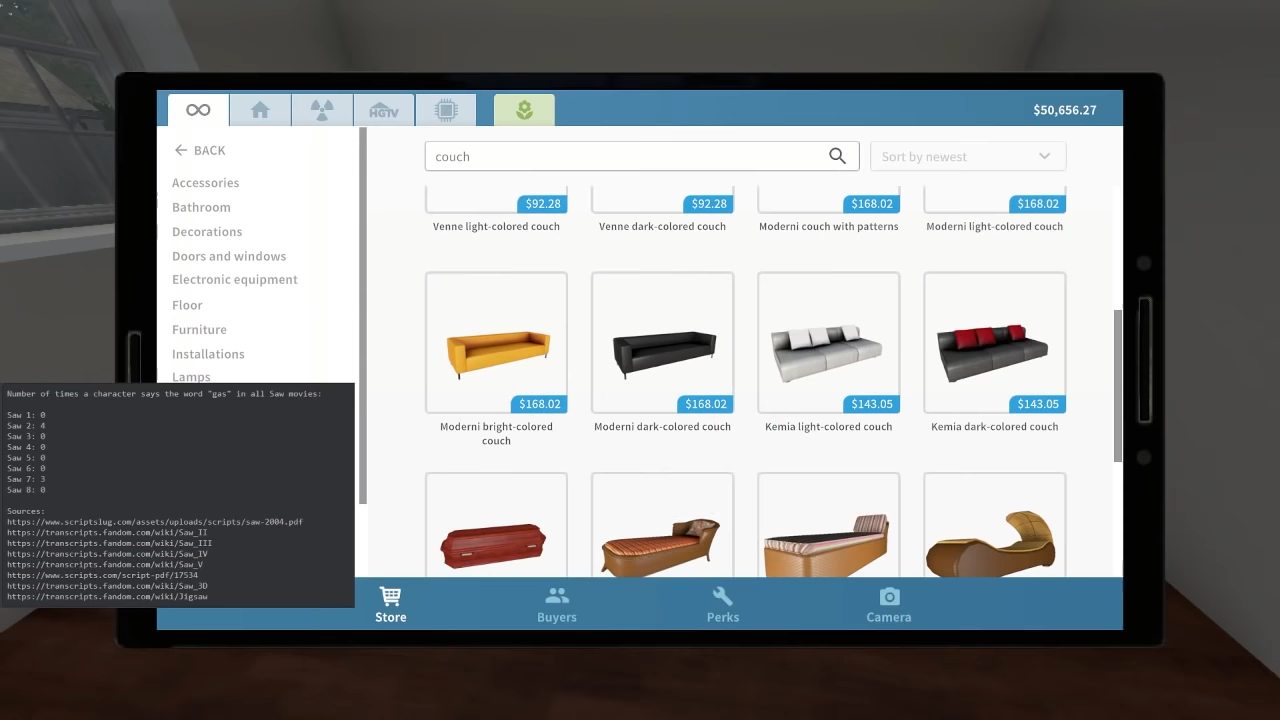 HGTV
$50,656.27
BACK
couch
Sort by newest
Accessories
Bathroom
Decorations
Doors and windows
Electronic equipment
Floor
Furniture
Installations
Lamps
$92.28
$92.28
$168.02
$168.02
Venne light-colored couch
Venne dark-colored couch
Moderni couch with patterns
Moderni light-colored couch
$168.02
$168.02
$143.05
$143.05
Moderni bright-colored
couch
Moderni dark-colored couch
Kemia light-colored couch
Kemia dark-colored couch
Number of times a character says the word "gas" in all Saw movies:
Saw 1: 0
Saw 2: 4
Saw 3: 0
Saw 4: 0
Saw 5: 0
Saw 6: 0
Saw 7: 3
Saw 8: 0
Sources:
https://www.scriptslug.com/assets/uploads/scripts/saw-2004.pdf
https://transcripts.fandom.com/wiki/Saw_II
https://transcripts.fandom.com/wiki/Saw_III
https://transcripts.fandom.com/wiki/Saw_IV
https://transcripts.fandom.com/wiki/Saw_V
https://www.scripts.com/script-pdf/17534
https://transcripts.fandom.com/wiki/Saw_3D
https://transcripts.fandom.com/wiki/Jigsaw
Store
Buyers
Perks
Camera